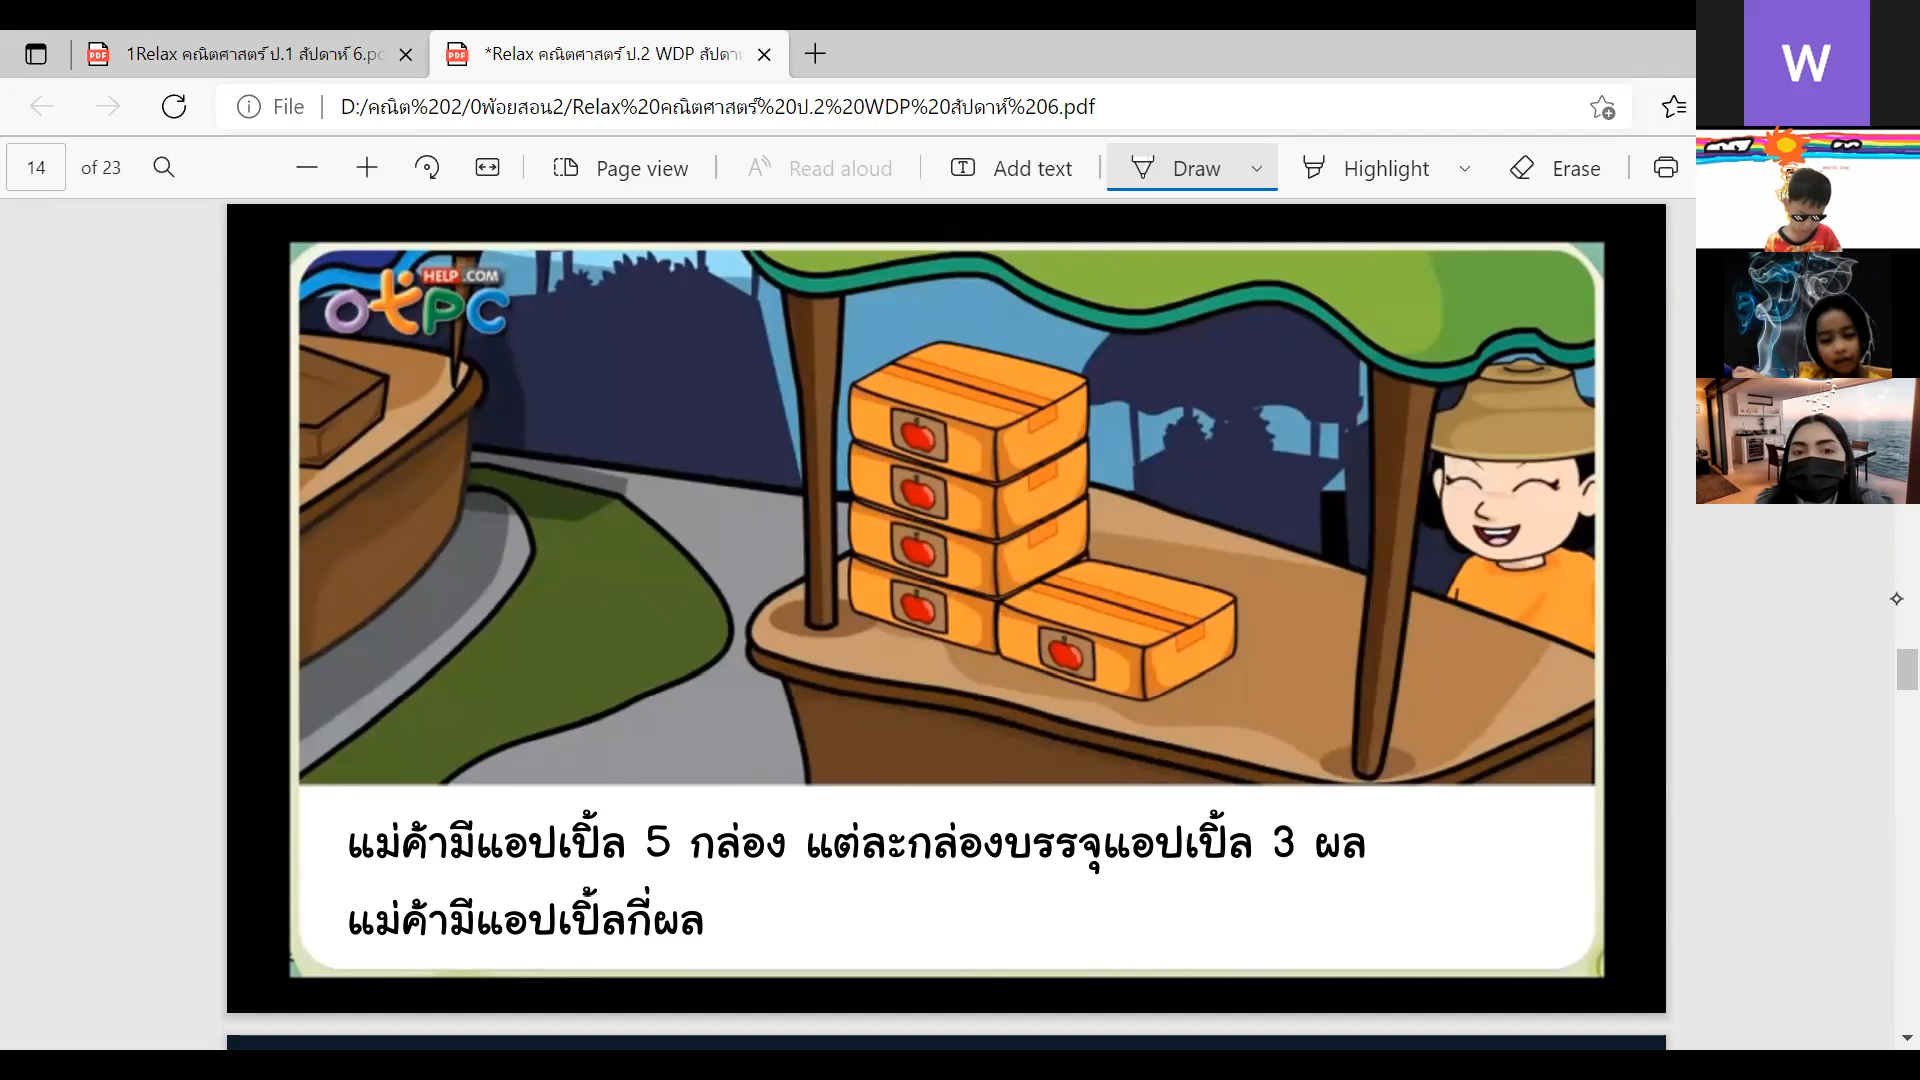 1Relax คณิตศาสตร์ ป.1 สัปดาห์ 6.pd
*Relax คณิตศาสตร์ ป.2 WDP สัปดา
File
D:/คณิต%202/0พ้อยสอน2/Relax%20คณิตศาสตร์%20ป.2%20WDP%20สัปดาห์%206.pdf
14 of 23
Page view
Read aloud
Add text
Draw
Highlight
Erase
W
HELP.COM
otpc
แม่ค้ามีแอปเปิ้ล 5 กล่อง แต่ละกล่องบรรจุแอปเปิ้ล 3 ผล
แม่ค้ามีแอปเปิ้ลกี่ผล